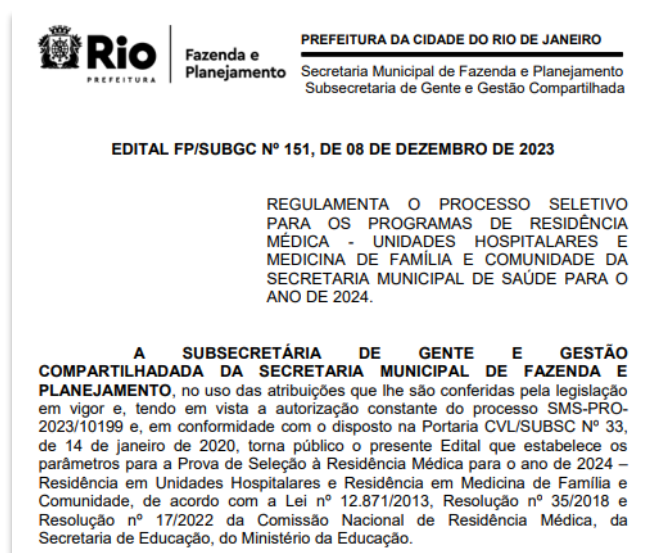 Rio
PREFEITURA
Fazenda e
Planejamento
PREFEITURA DA CIDADE DO RIO DE JANEIRO
Secretaria Municipal de Fazenda e Planejamento
Subsecretaria de Gente e Gestão Compartilhada
EDITAL FP/SUBGC Nº 151, DE 08 DE DEZEMBRO DE 2023
REGULAMENTA O PROCESSO SELETIVO
PARA OS PROGRAMAS DE RESIDÊNCIA
MÉDICA - UNIDADES HOSPITALARES E
MEDICINA DE FAMÍLIA E COMUNIDADE DA
SECRETARIA MUNICIPAL DE SAÚDE PARA O
ANO DE 2024.
A SUBSECRETÁRIA DE GENTE E GESTÃO
COMPARTILHADADA DA SECRETARIA MUNICIPAL DE FAZENDA E
PLANEJAMENTO, no uso das atribuições que lhe são conferidas pela legislação
em vigor e, tendo em vista a autorização constante do processo SMS-PRO-
2023/10199 e, em conformidade com o disposto na Portaria CVL/SUBSC Nº 33,
de 14 de janeiro de 2020, torna público o presente Edital que estabelece os
parâmetros para a Prova de Seleção à Residência Médica para o ano de 2024 –
Residência em Unidades Hospitalares e Residência em Medicina de Família e
Comunidade, de acordo com a Lei nº 12.871/2013, Resolução nº 35/2018 e
Resolução nº 17/2022 da Comissão Nacional de Residência Médica, da
Secretaria de Educação, do Ministério da Educação.